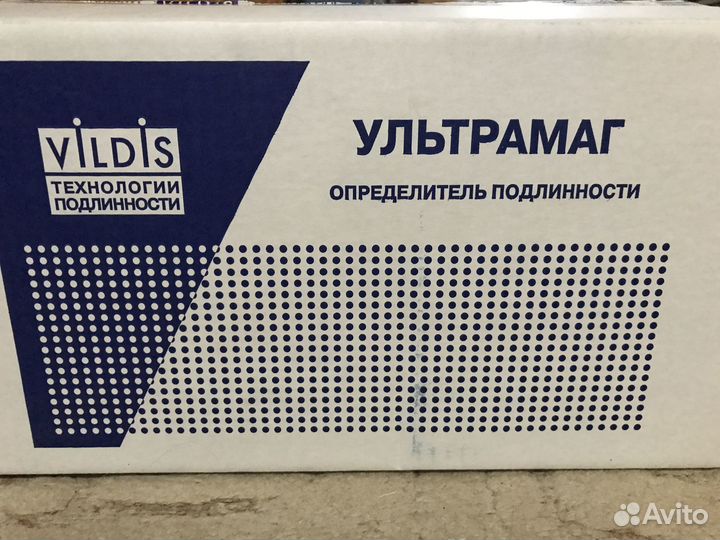 VILDIS
ТЕХНОЛОГИИ
ПОДЛИННОСТИ
УЛЬТРАМАГ
ОПРЕДЕЛИТЕЛЬ ПОДЛИННОСТИ
Avito